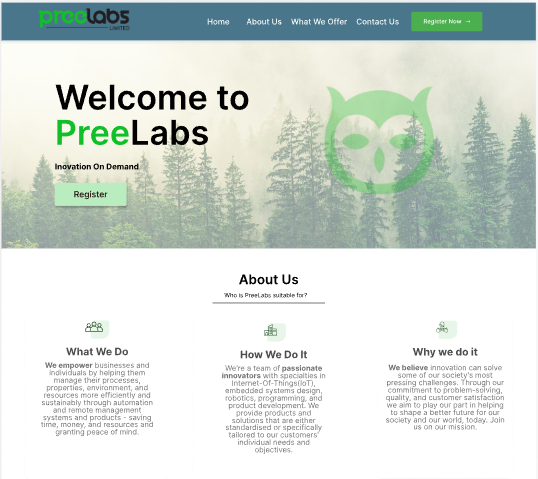 preelabs
LIMITED
Home About Us What We Offer Contact Us Register Now →
Welcome to
PreeLabs
Inovation On Demand
Register
About Us
Who is PreeLabs suitable for?
What We Do
We empower businesses and
individuals by helping them
manage their processes,
properties, environment, and
resources more efficiently and
sustainably through automation
and remote management
systems and products - saving
time, money, and resources and
granting peace of mind.
How We Do It
We're a team of passionate
innovators with specialties in
Internet-Of-Things(IoT),
embedded systems design,
robotics, programming, and
product development. We
provide products and
solutions that are either
standardised or specifically
tailored to our customers'
individual needs and
objectives.
Why we do it
We believe innovation can solve
some of our society's most
pressing challenges. Through our
commitment to problem-solving,
quality, and customer satisfaction
we aim to play our part in helping
to shape a better future for our
society and our world, today. Join
us on our mission.